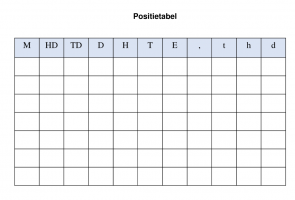 Positietabel
M HD TD D H T E , t h d